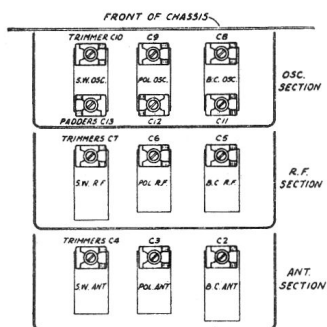 FRONT OF CHASSIS
TRIMMER C10 C9 C8
S.W. OSC. POL. OSC. B.C. OSC.
OSC. SECTION
PADDERS C13 C12 C11
TRIMMERS C7 C6 C5
S.W. R.F. POL. R.F. B.C. R.F.
R.F. SECTION
TRIMMERS C4 C3 C2
S.W. ANT POL. ANT B.C. ANT
ANT. SECTION